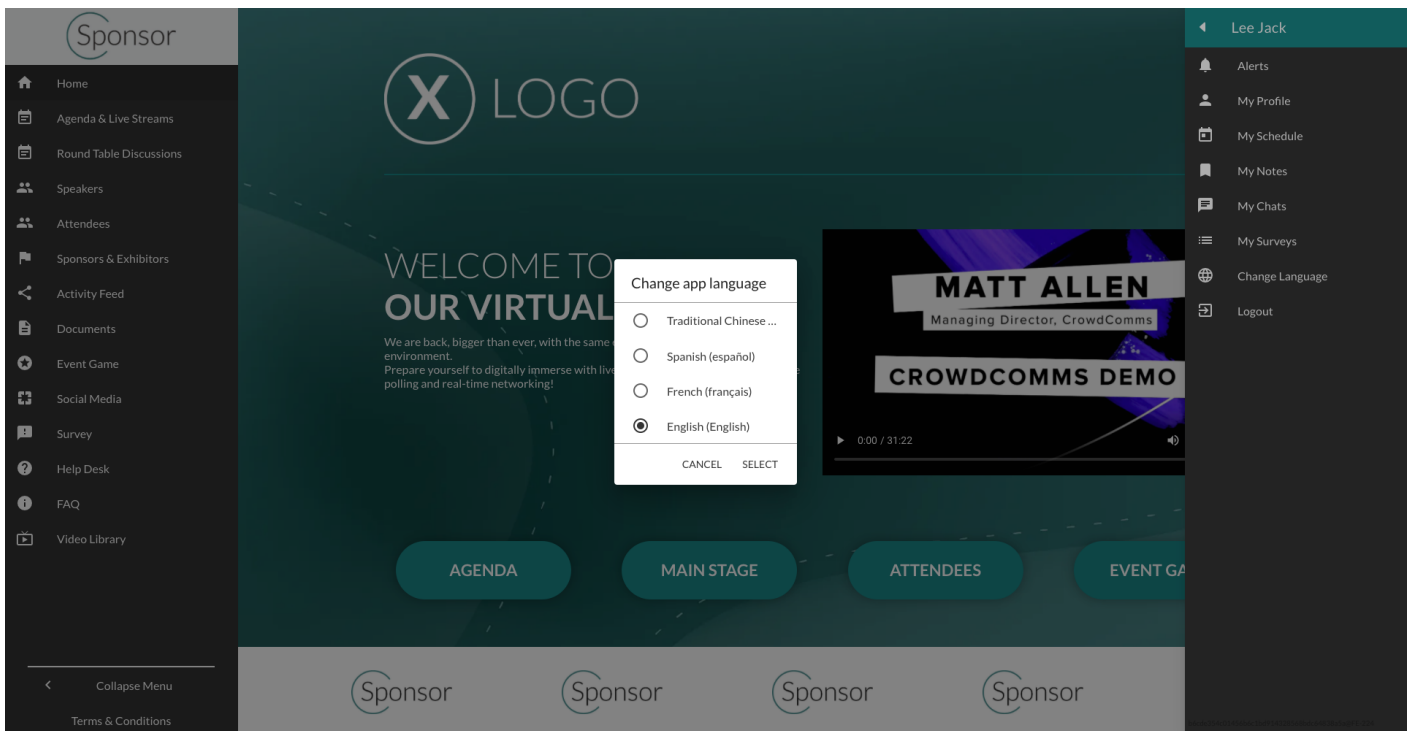 Sponsor
Home
Agenda & Live Streams
Round Table Discussions
Speakers
Attendees
Sponsors & Exhibitors
Activity Feed
Documents
Event Game
Social Media
Survey
Help Desk
FAQ
Video Library
Collapse Menu
Terms & Conditions
X LOGO
WELCOME TO
OUR VIRTUAL
We are back, bigger than ever, with the same
environment.
Prepare yourself to digitally immerse with live
polling and real-time networking!
MATT ALLEN
Managing Director, CrowdComms
CROWDCOMMS DEMO
0:00 / 31:22
Change app language
Traditional Chinese ...
Spanish (español)
French (français)
English (English)
CANCEL SELECT
AGENDA
MAIN STAGE
ATTENDEES
EVENT GA
Sponsor
Sponsor
Sponsor
Sponsor
Lee Jack
Alerts
My Profile
My Schedule
My Notes
My Chats
My Surveys
Change Language
Logout